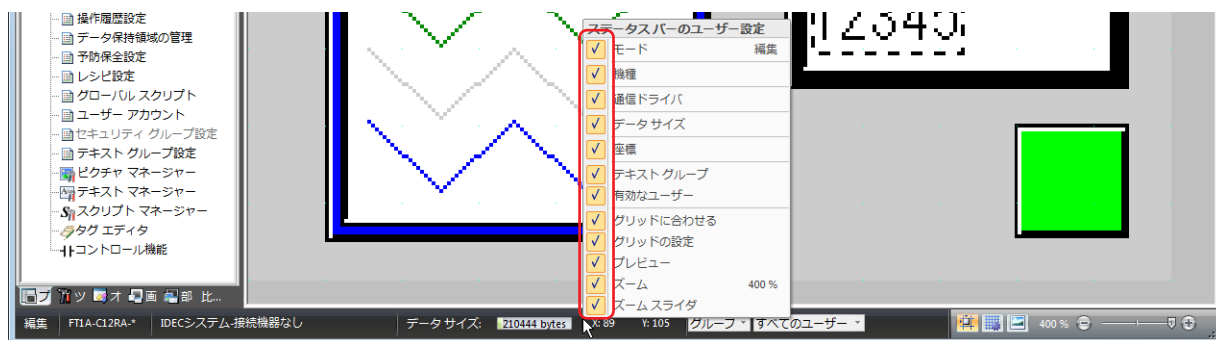 操作履歴設定
データ保持領域の管理
予防保全設定
レシピ設定
グローバル スクリプト
ユーザー アカウント
セキュリティ グループ設定
テキスト グループ設定
ピクチャ マネージャー
テキスト マネージャー
スクリプト マネージャー
タグ エディタ
コントロール機能
プ ツ オ 画 部 比...
12345
ステータス バーのユーザー設定
モード 編集
機種
通信ドライバ
データ サイズ
座標
テキスト グループ
有効なユーザー
グリッドに合わせる
グリッドの設定
プレビュー
ズーム 400 %
ズーム スライダ
編集 FT1A-C12RA-* IDECシステム-接続機器なし データ サイズ: 210444 bytes X: 89 Y: 105 グループ すべてのユーザー 400 %